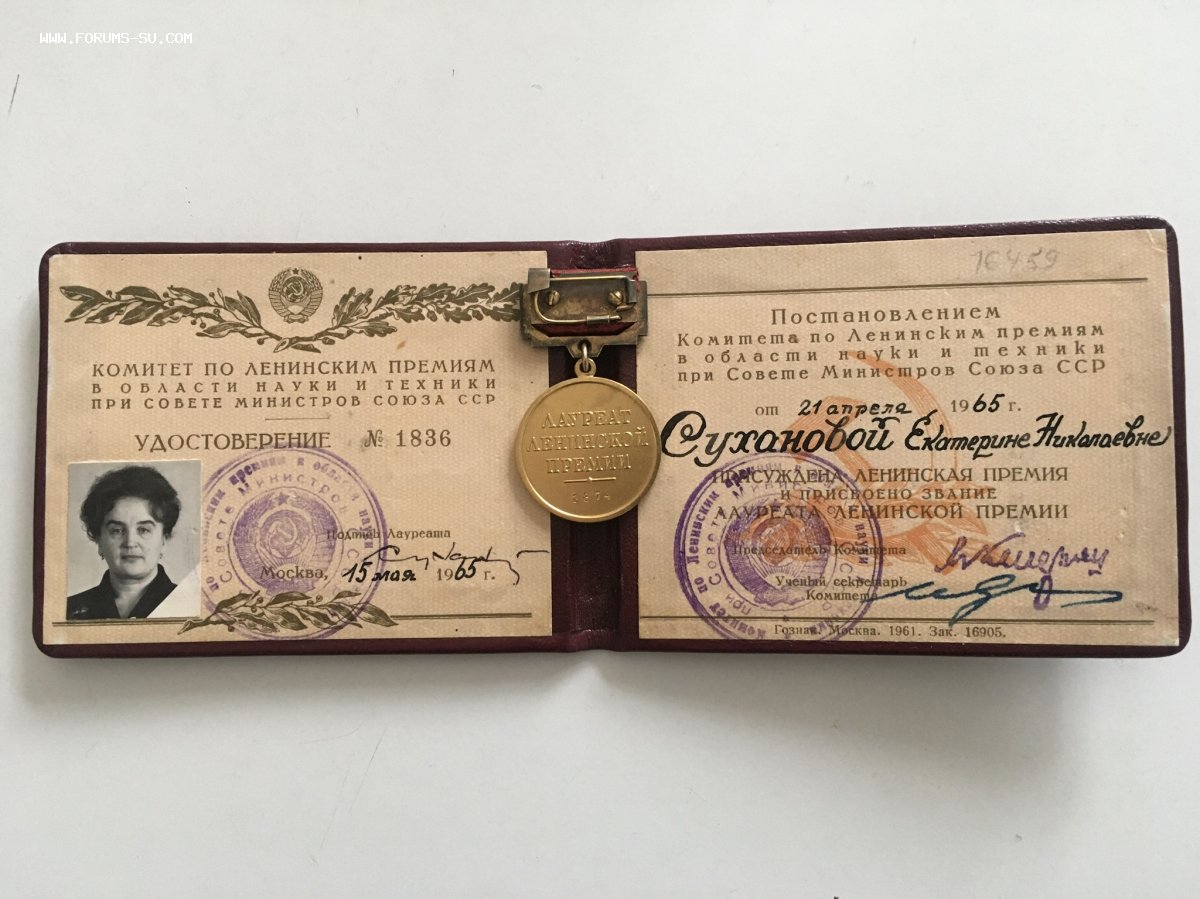 WWW.FORUMS-SU.COM
КОМИТЕТ ПО ЛЕНИНСКИМ ПРЕМИЯМ
В ОБЛАСТИ НАУКИ И ТЕХНИКИ
ПРИ СОВЕТЕ МИНИСТРОВ СОЮЗА ССР
УДОСТОВЕРЕНИЕ № 1836
Подпись Лауреата
Москва, 15 мая 1965 г.
ЛАУРЕАТ
ЛЕНИНСКОЙ
ПРЕМИИ
16459
Постановлением
Комитета по Ленинским премиям
в области науки и техники
при Совете Министров Союза ССР
от 21 апреля 1965 г.
Сухановой Екатерине Николаевне
ПРИСУЖДЕНА ЛЕНИНСКАЯ ПРЕМИЯ
И ПРИСВОЕНО ЗВАНИЕ
ЛАУРЕАТА ЛЕНИНСКОЙ ПРЕМИИ
Председатель Комитета
Ученый секретарь
Комитета
Гознак. Москва. 1961. Зак. 16905.